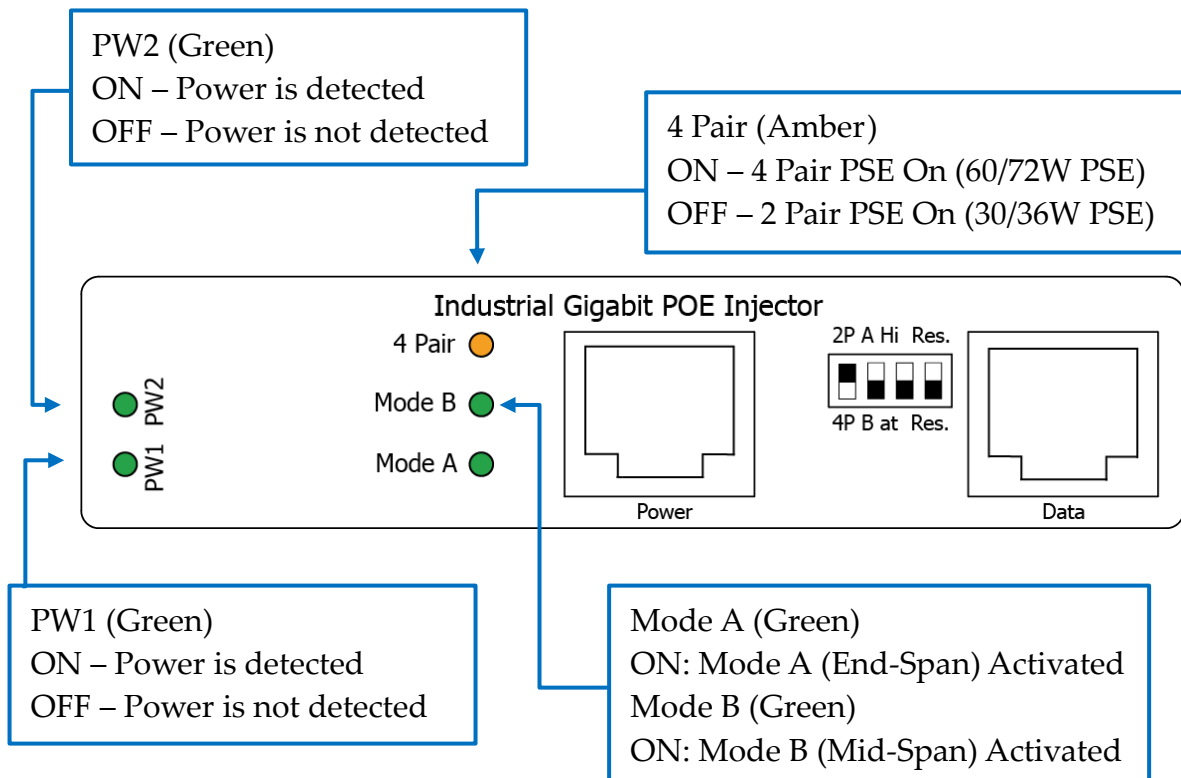 PW2 (Green)
ON – Power is detected
OFF – Power is not detected
4 Pair (Amber)
ON – 4 Pair PSE On (60/72W PSE)
OFF – 2 Pair PSE On (30/36W PSE)
Industrial Gigabit POE Injector
4 Pair
Mode B
Mode A
PW2
PW1
2P A Hi Res.
4P B at Res.
Power
Data
PW1 (Green)
ON – Power is detected
OFF – Power is not detected
Mode A (Green)
ON: Mode A (End-Span) Activated
Mode B (Green)
ON: Mode B (Mid-Span) Activated